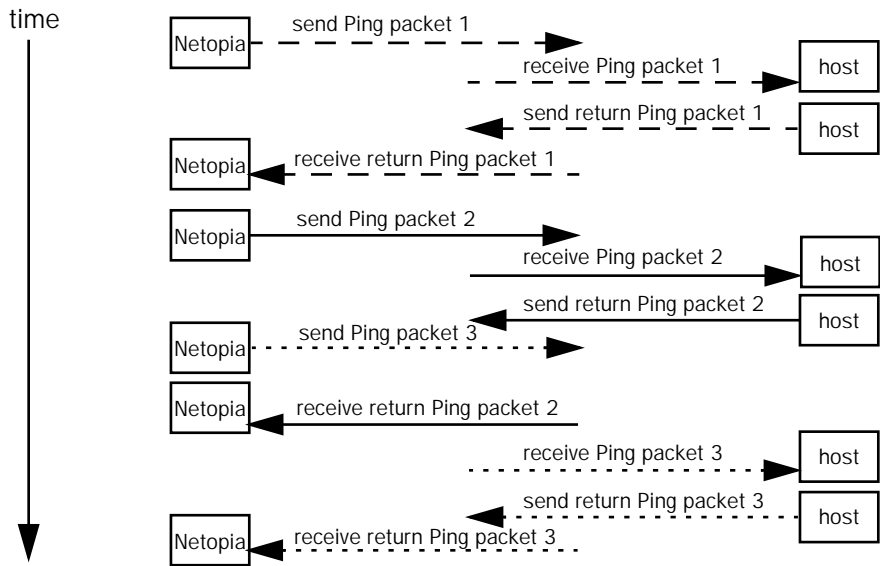 time
Netopia
send Ping packet 1
receive Ping packet 1
host
send return Ping packet 1
host
Netopia
receive return Ping packet 1
Netopia
send Ping packet 2
receive Ping packet 2
host
send return Ping packet 2
host
Netopia
send Ping packet 3
Netopia
receive return Ping packet 2
receive Ping packet 3
host
send return Ping packet 3
host
Netopia
receive return Ping packet 3